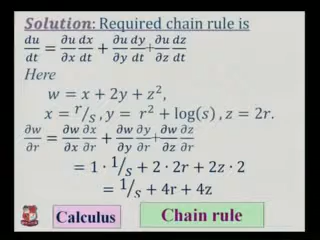 Solution: Required chain rule is
du/dt = ∂u/∂x dx/dt + ∂u/∂y dy/dt + ∂u/∂z dz/dt
Here
w = x + 2y + z²,
x = r/s, y = r² + log(s), z = 2r.
∂w/∂r = ∂w/∂x ∂x/∂r + ∂w/∂y ∂y/∂r + ∂w/∂z ∂z/∂r
= 1 · 1/s + 2 · 2r + 2z · 2
= 1/s + 4r + 4z
Calculus Chain rule